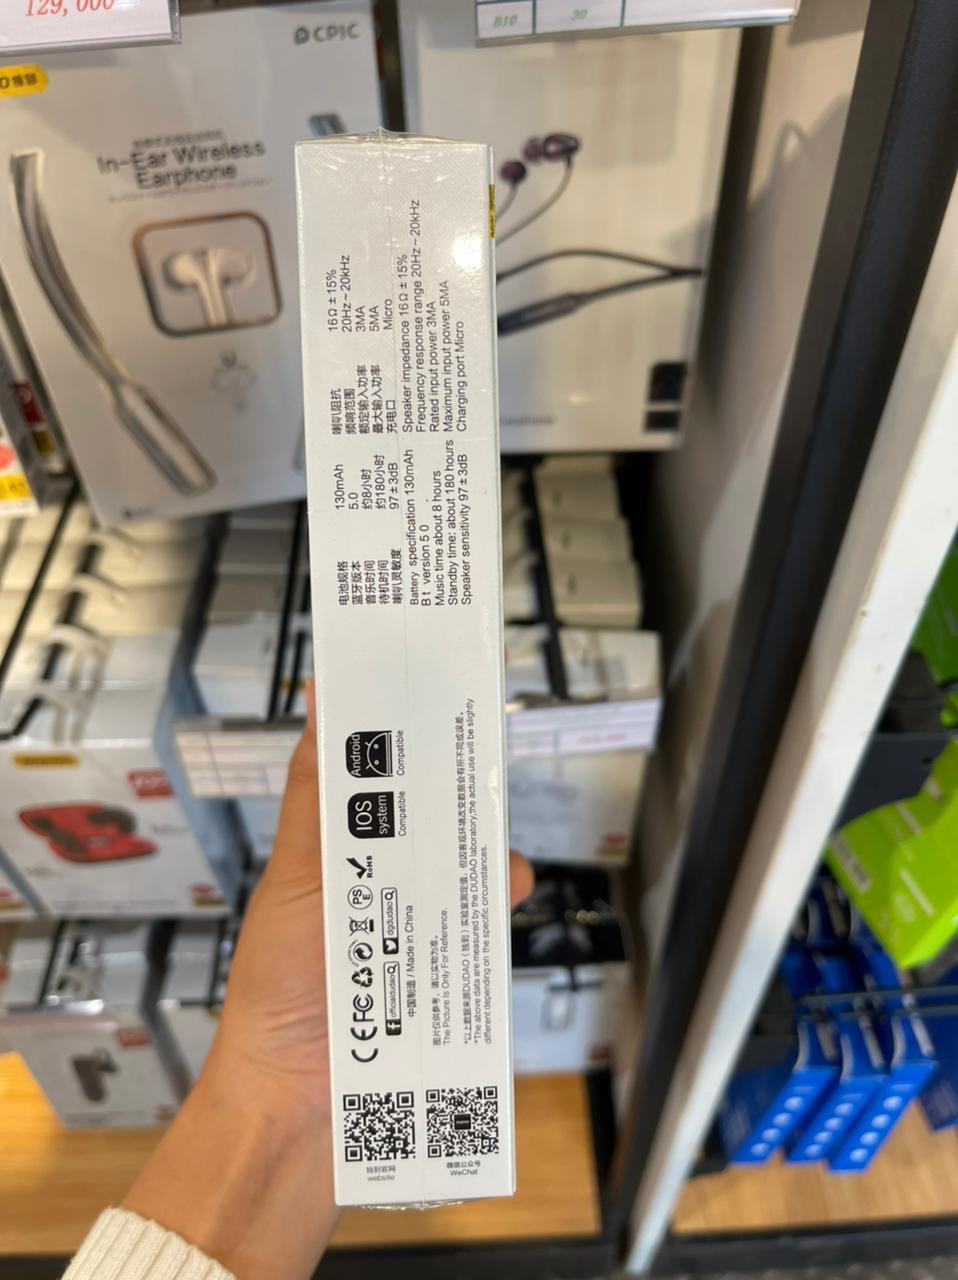 129, 000
B10
30
CPIC
In-Ear Wireless
Earphone
电池规格 130mAh
蓝牙版本 5.0
音乐时间 约8小时
待机时间 约180小时
喇叭灵敏度 97±3dB
喇叭阻抗 16Ω±15%
频响范围 20Hz~20kHz
额定输入功率 3MA
最大输入功率 5MA
充电口 Micro
Battery specification 130mAh
B t version 5 0
Music time about 8 hours
Standby time: about 180 hours
Speaker sensitivity 97±3dB
Speaker impedance 16Ω±15%
Frequency response range 20Hz~20kHz
Rated input power 3MA
Maximum input power 5MA
Charging port Micro
IOS
system
Compatible
Android
Compatible
CE FC PS E RoHS
officialdudao
dgdudao
中国制造 / Made in China
图片仅供参考，请以实物为准。
The Picture Is Only For Reference.
*以上数据来源DUDAO（独到）实验室测定值，但因客观环境改变数据会有所不同或误差。
*The above data are measured by the DUDAO laboratory,the actual use will be slightly
different depending on the specific circumstances.
独到官网
website
微信公众号
WeChat